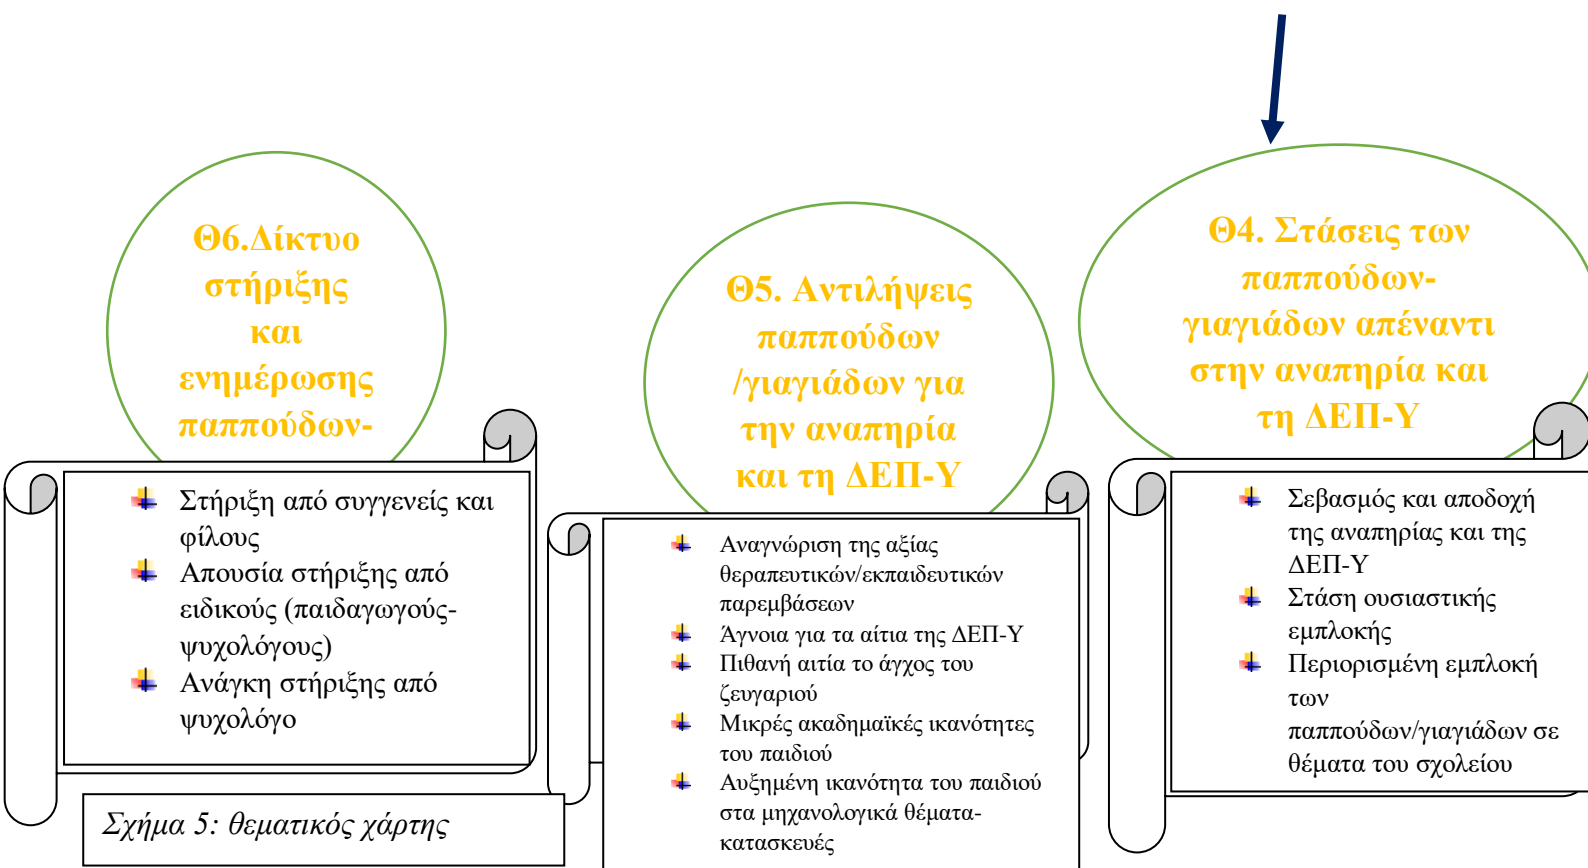 Θ6.Δίκτυο
στήριξης
και
ενημέρωσης
παππούδων-
Στήριξη από συγγενείς και
φίλους
Απουσία στήριξης από
ειδικούς (παιδαγωγούς-
ψυχολόγους)
Ανάγκη στήριξης από
ψυχολόγο
Θ5. Αντιλήψεις
παππούδων
/γιαγιάδων για
την αναπηρία
και τη ΔΕΠ-Υ
Αναγνώριση της αξίας
θεραπευτικών/εκπαιδευτικών
παρεμβάσεων
Άγνοια για τα αίτια της ΔΕΠ-Υ
Πιθανή αιτία το άγχος του
ζευγαριού
Μικρές ακαδημαϊκές ικανότητες
του παιδιού
Αυξημένη ικανότητα του παιδιού
στα μηχανολογικά θέματα-
κατασκευές
Θ4. Στάσεις των
παππούδων-
γιαγιάδων απέναντι
στην αναπηρία και
τη ΔΕΠ-Υ
Σεβασμός και αποδοχή
της αναπηρίας και της
ΔΕΠ-Υ
Στάση ουσιαστικής
εμπλοκής
Περιορισμένη εμπλοκή
των
παππούδων/γιαγιάδων σε
θέματα του σχολείου
Σχήμα 5: θεματικός χάρτης